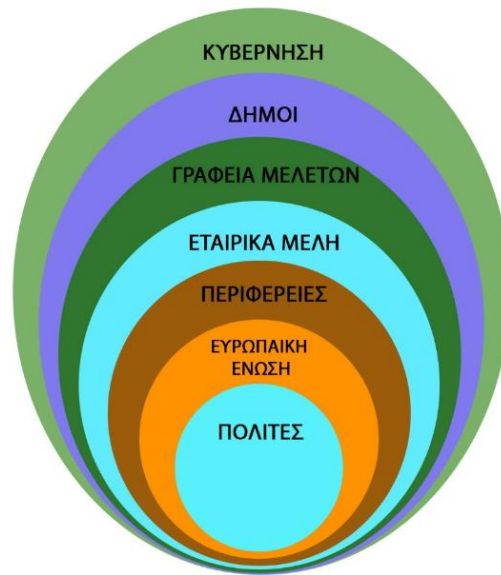 ΚΥΒΕΡΝΗΣΗ
ΔΗΜΟΙ
ΓΡΑΦΕΙΑ ΜΕΛΕΤΩΝ
ΕΤΑΙΡΙΚΑ ΜΕΛΗ
ΠΕΡΙΦΕΡΕΙΕΣ
ΕΥΡΩΠΑΙΚΗ
ΕΝΩΣΗ
ΠΟΛΙΤΕΣ